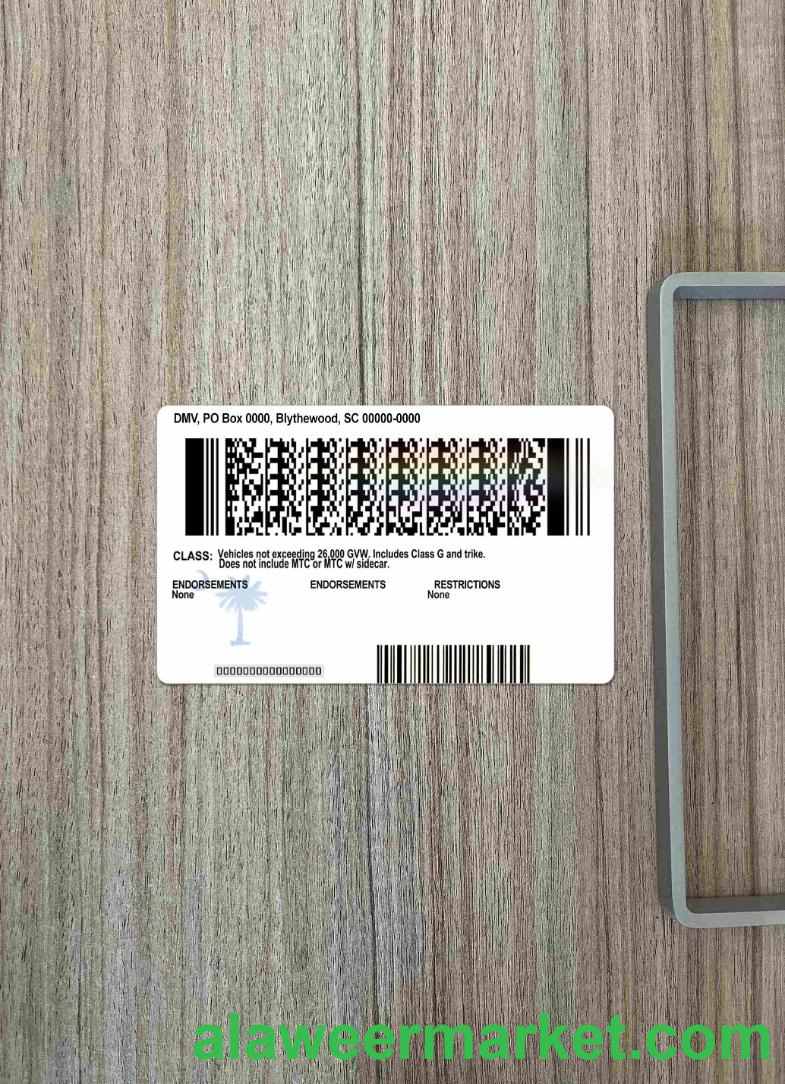 DMV, PO Box 0000, Blythewood, SC 00000-0000
CLASS: Vehicles not exceeding 26,000 GVW. Includes Class G and trike.
Does not include MTC or MTC w/ sidecar.
ENDORSEMENTS ENDORSEMENTS RESTRICTIONS
None None
0000000000000000
alaweermarket.com